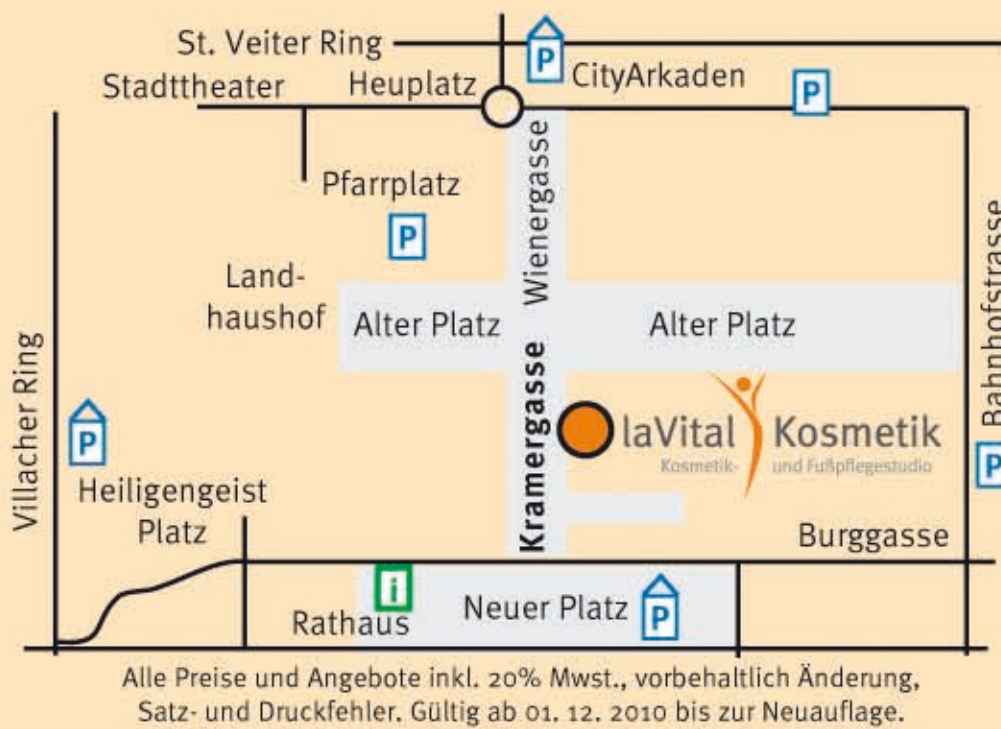 St. Veiter Ring
P
CityArkaden
Stadttheater
Heuplatz
P
Pfarrplatz
P
Wienergasse
Land-
haushof
Alter Platz
Alter Platz
Bahnhofstrasse
Villacher Ring
P
Kramergasse
laVital Kosmetik
Kosmetik- und Fußpflegestudio
P
Heiligengeist
Platz
Burggasse
i
Rathaus
Neuer Platz
P
Alle Preise und Angebote inkl. 20% Mwst., vorbehaltlich Änderung,
Satz- und Druckfehler. Gültig ab 01. 12. 2010 bis zur Neuauflage.